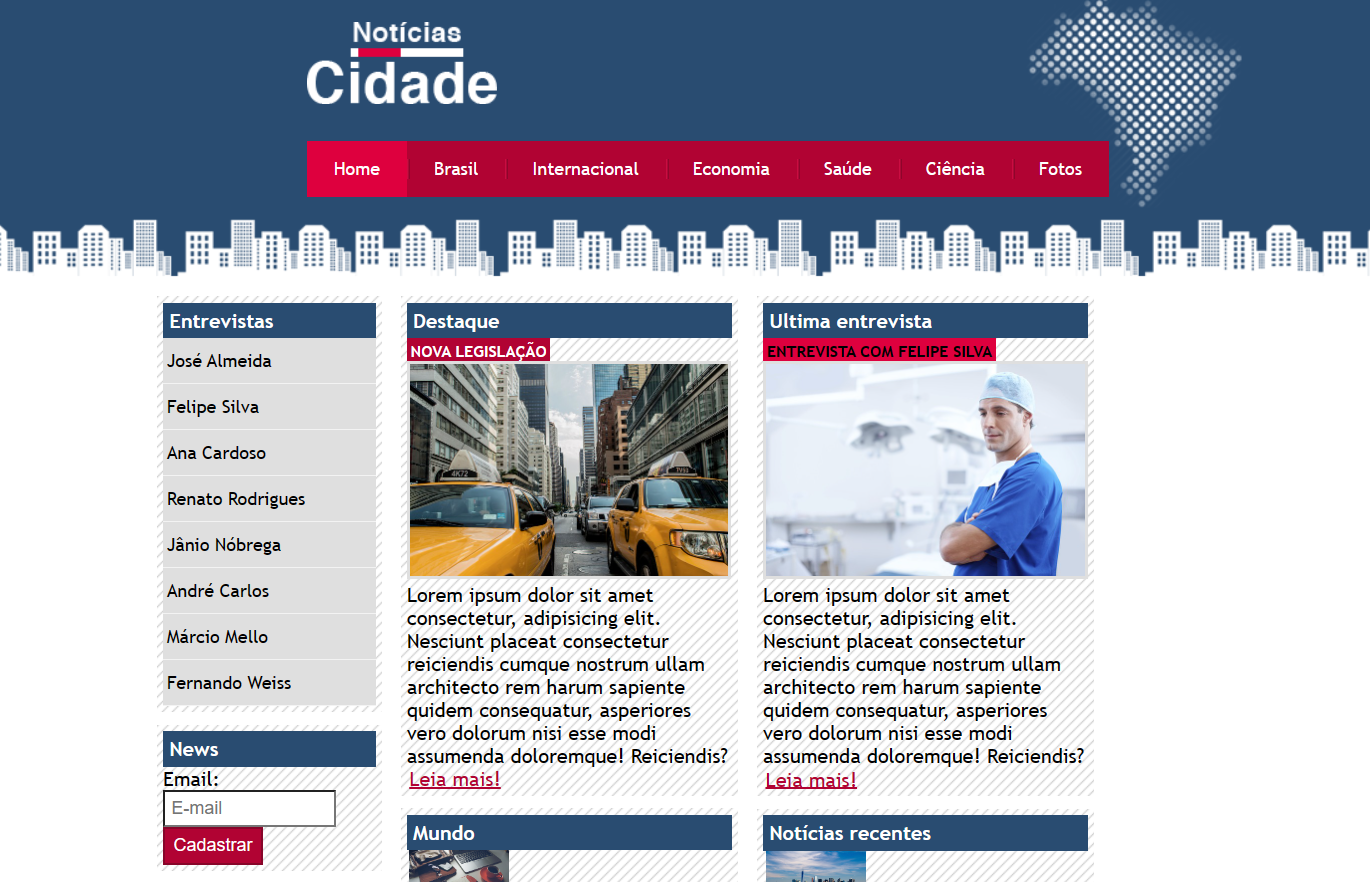 Notícias
Cidade
Home Brasil Internacional Economia Saúde Ciência Fotos
Entrevistas
José Almeida
Felipe Silva
Ana Cardoso
Renato Rodrigues
Jânio Nóbrega
André Carlos
Márcio Mello
Fernando Weiss
News
Email:
E-mail
Cadastrar
Destaque
NOVA LEGISLAÇÃO
4K72
7V53
Lorem ipsum dolor sit amet
consectetur, adipisicing elit.
Nesciunt placeat consectetur
reiciendis cumque nostrum ullam
architecto rem harum sapiente
quidem consequatur, asperiores
vero dolorum nisi esse modi
assumenda doloremque! Reiciendis?
Leia mais!
Mundo
Ultima entrevista
ENTREVISTA COM FELIPE SILVA
Lorem ipsum dolor sit amet
consectetur, adipisicing elit.
Nesciunt placeat consectetur
reiciendis cumque nostrum ullam
architecto rem harum sapiente
quidem consequatur, asperiores
vero dolorum nisi esse modi
assumenda doloremque! Reiciendis?
Leia mais!
Notícias recentes